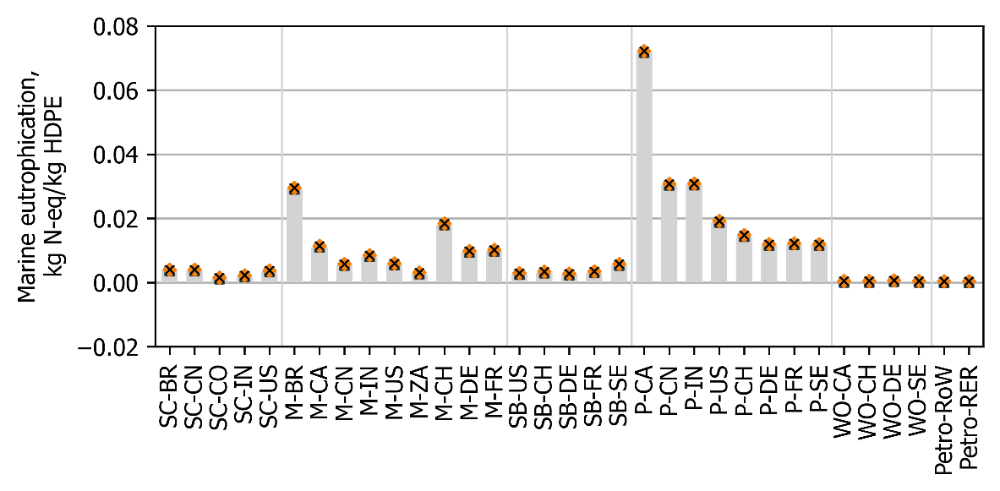 Marine eutrophication,
kg N-eq/kg HDPE
0.08
0.06
0.04
0.02
0.00
−0.02
SC-BR
SC-CN
SC-CO
SC-IN
SC-US
M-BR
M-CA
M-CN
M-IN
M-US
M-ZA
M-CH
M-DE
M-FR
SB-US
SB-CH
SB-DE
SB-FR
SB-SE
P-CA
P-CN
P-IN
P-US
P-CH
P-DE
P-FR
P-SE
WO-CA
WO-CH
WO-DE
WO-SE
Petro-RoW
Petro-RER